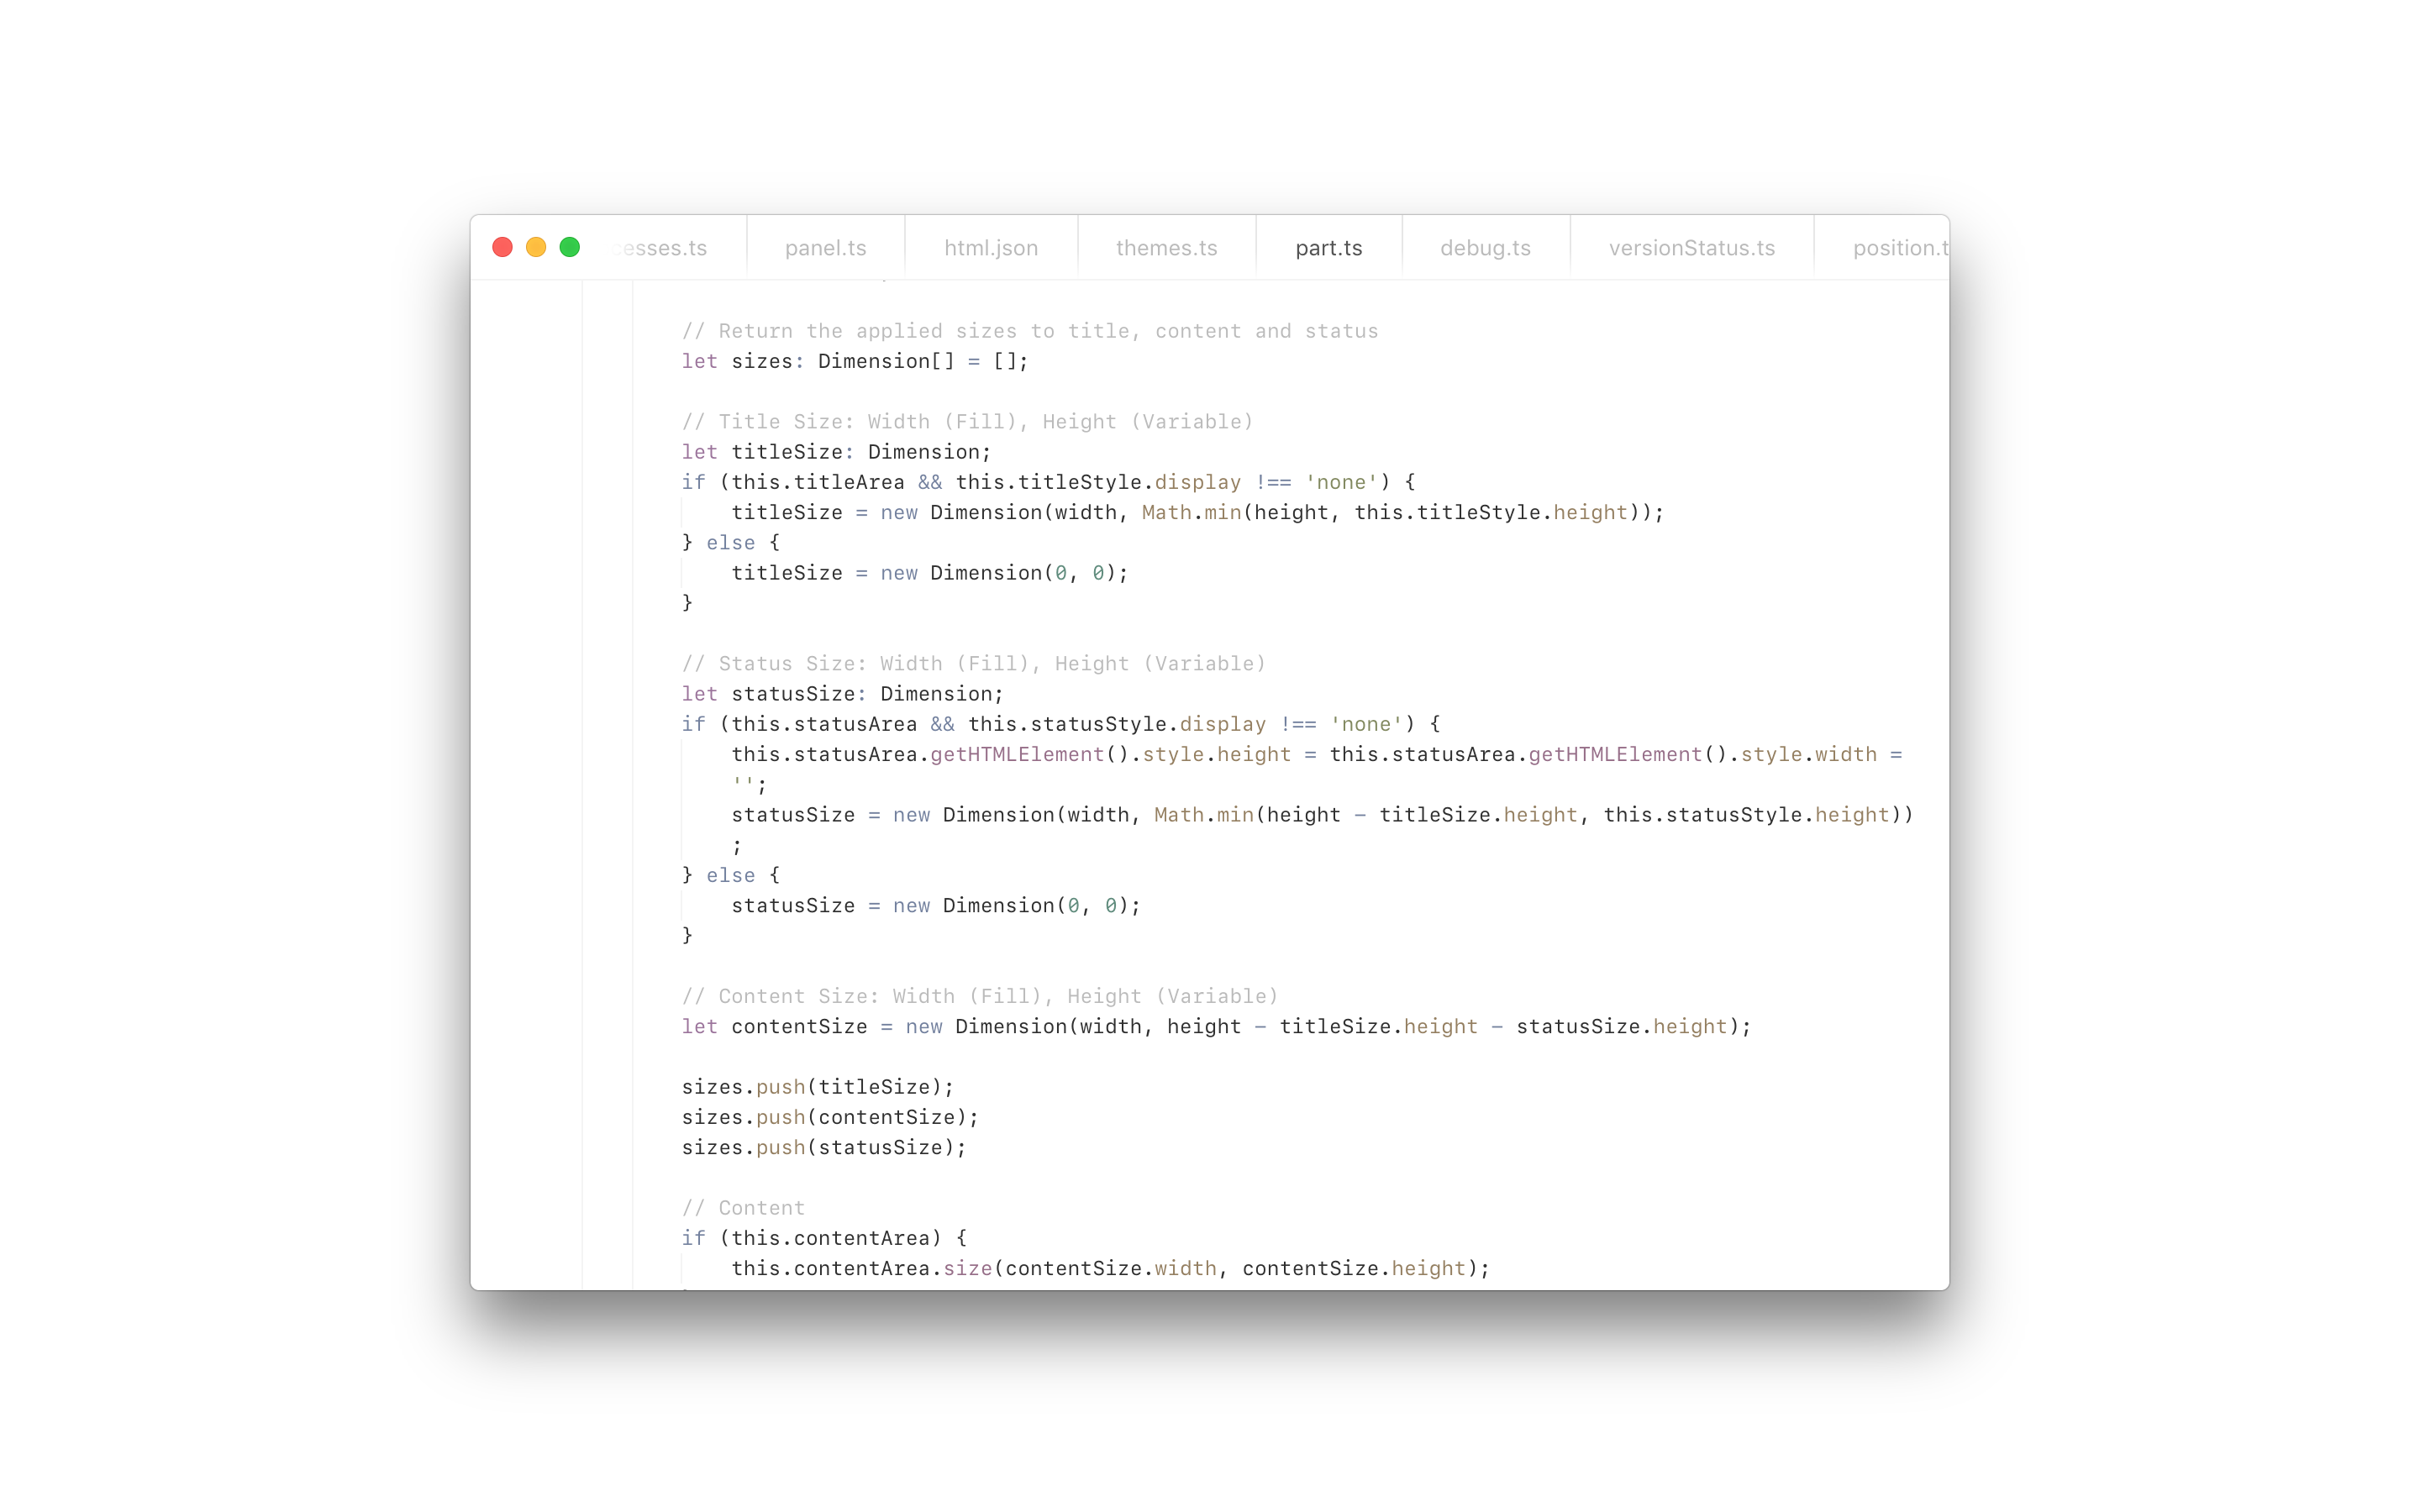 esses.ts panel.ts html.json themes.ts part.ts debug.ts versionStatus.ts position.t
// Return the applied sizes to title, content and status
let sizes: Dimension[] = [];
// Title Size: Width (Fill), Height (Variable)
let titleSize: Dimension;
if (this.titleArea && this.titleStyle.display !== 'none') {
titleSize = new Dimension(width, Math.min(height, this.titleStyle.height));
} else {
titleSize = new Dimension(0, 0);
}
// Status Size: Width (Fill), Height (Variable)
let statusSize: Dimension;
if (this.statusArea && this.statusStyle.display !== 'none') {
this.statusArea.getHTMLElement().style.height = this.statusArea.getHTMLElement().style.width =
'';
statusSize = new Dimension(width, Math.min(height - titleSize.height, this.statusStyle.height))
;
} else {
statusSize = new Dimension(0, 0);
}
// Content Size: Width (Fill), Height (Variable)
let contentSize = new Dimension(width, height - titleSize.height - statusSize.height);
sizes.push(titleSize);
sizes.push(contentSize);
sizes.push(statusSize);
// Content
if (this.contentArea) {
this.contentArea.size(contentSize.width, contentSize.height);